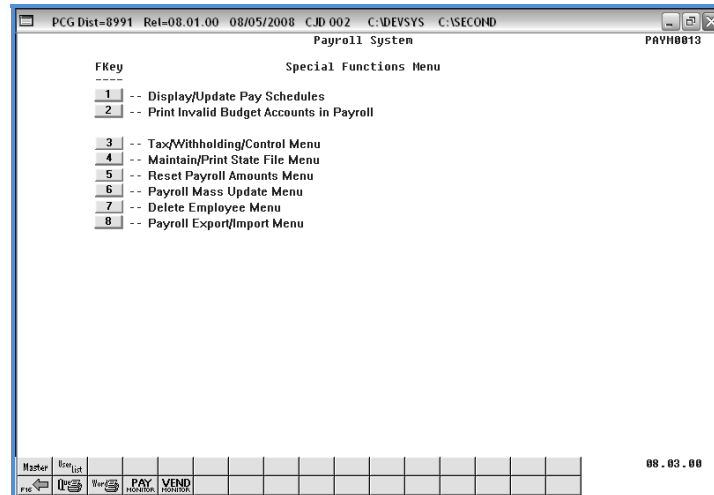 PCG Dist=8991 Rel=08.01.00 08/05/2008 CJD 002 C:\DEVSYS C:\SECOND
Payroll System PAYM0013
FKey Special Functions Menu
----
1 -- Display/Update Pay Schedules
2 -- Print Invalid Budget Accounts in Payroll
3 -- Tax/Withholding/Control Menu
4 -- Maintain/Print State File Menu
5 -- Reset Payroll Amounts Menu
6 -- Payroll Mass Update Menu
7 -- Delete Employee Menu
8 -- Payroll Export/Import Menu
Master User List 08.03.00
F16 Que Wor PAY MONITOR VEND MONITOR